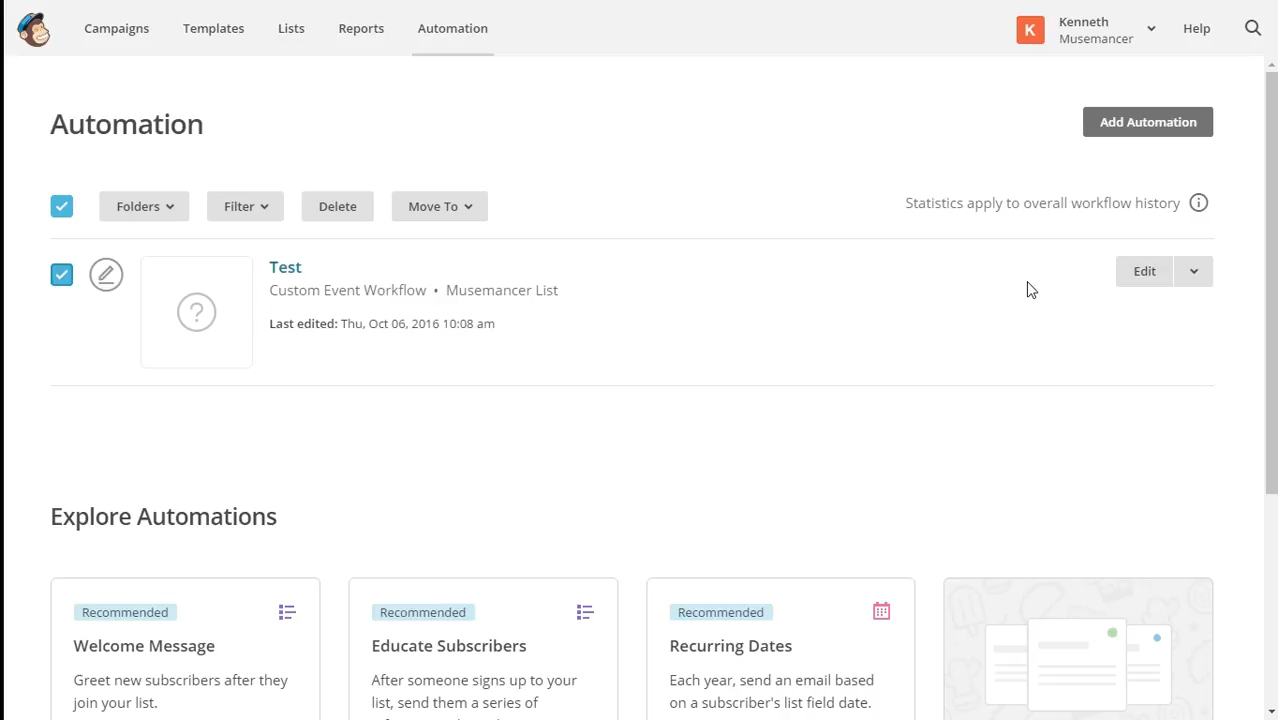 Campaigns Templates Lists Reports Automation
K Kenneth
Musemancer
Help
Automation
Add Automation
Folders Filter Delete Move To
Statistics apply to overall workflow history
Test
Custom Event Workflow • Musemancer List
Last edited: Thu, Oct 06, 2016 10:08 am
Edit
?
Explore Automations
Recommended
Welcome Message
Greet new subscribers after they
join your list.
Recommended
Educate Subscribers
After someone signs up to your
list, send them a series of
Recommended
Recurring Dates
Each year, send an email based
on a subscriber's list field date.